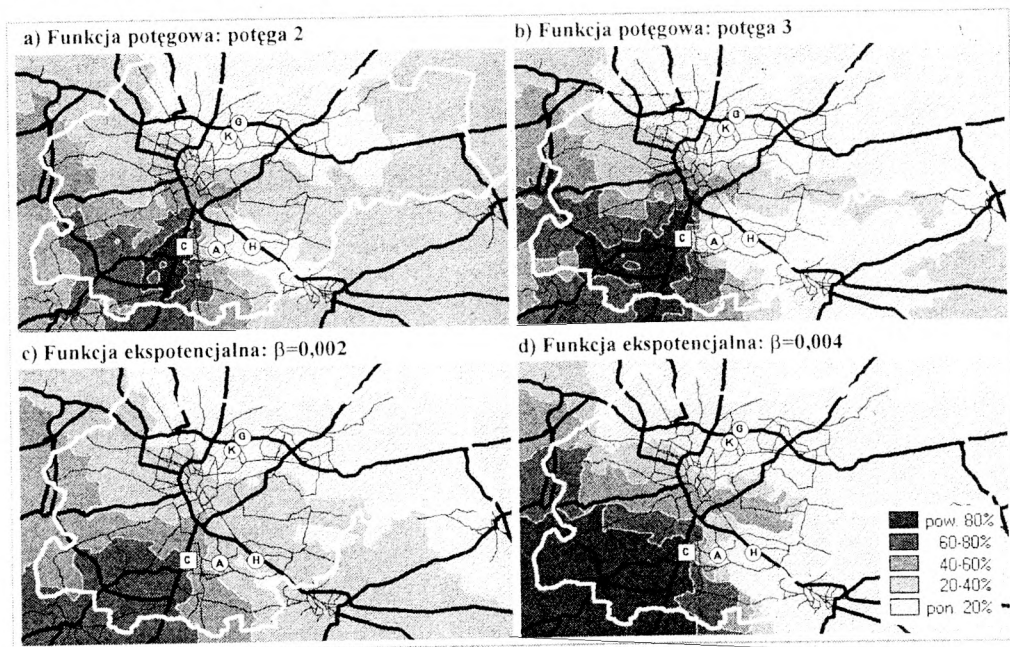 a) Funkcja potęgowa: potęga 2
b) Funkcja potęgowa: potęga 3
G
K
C
A
H
G
K
C
A
H
c) Funkcja ekspotencjalna: β=0,002
d) Funkcja ekspotencjalna: β=0,004
G
K
C
A
H
G
K
C
A
H
pow. 80%
60-80%
40-60%
20-40%
pon. 20%